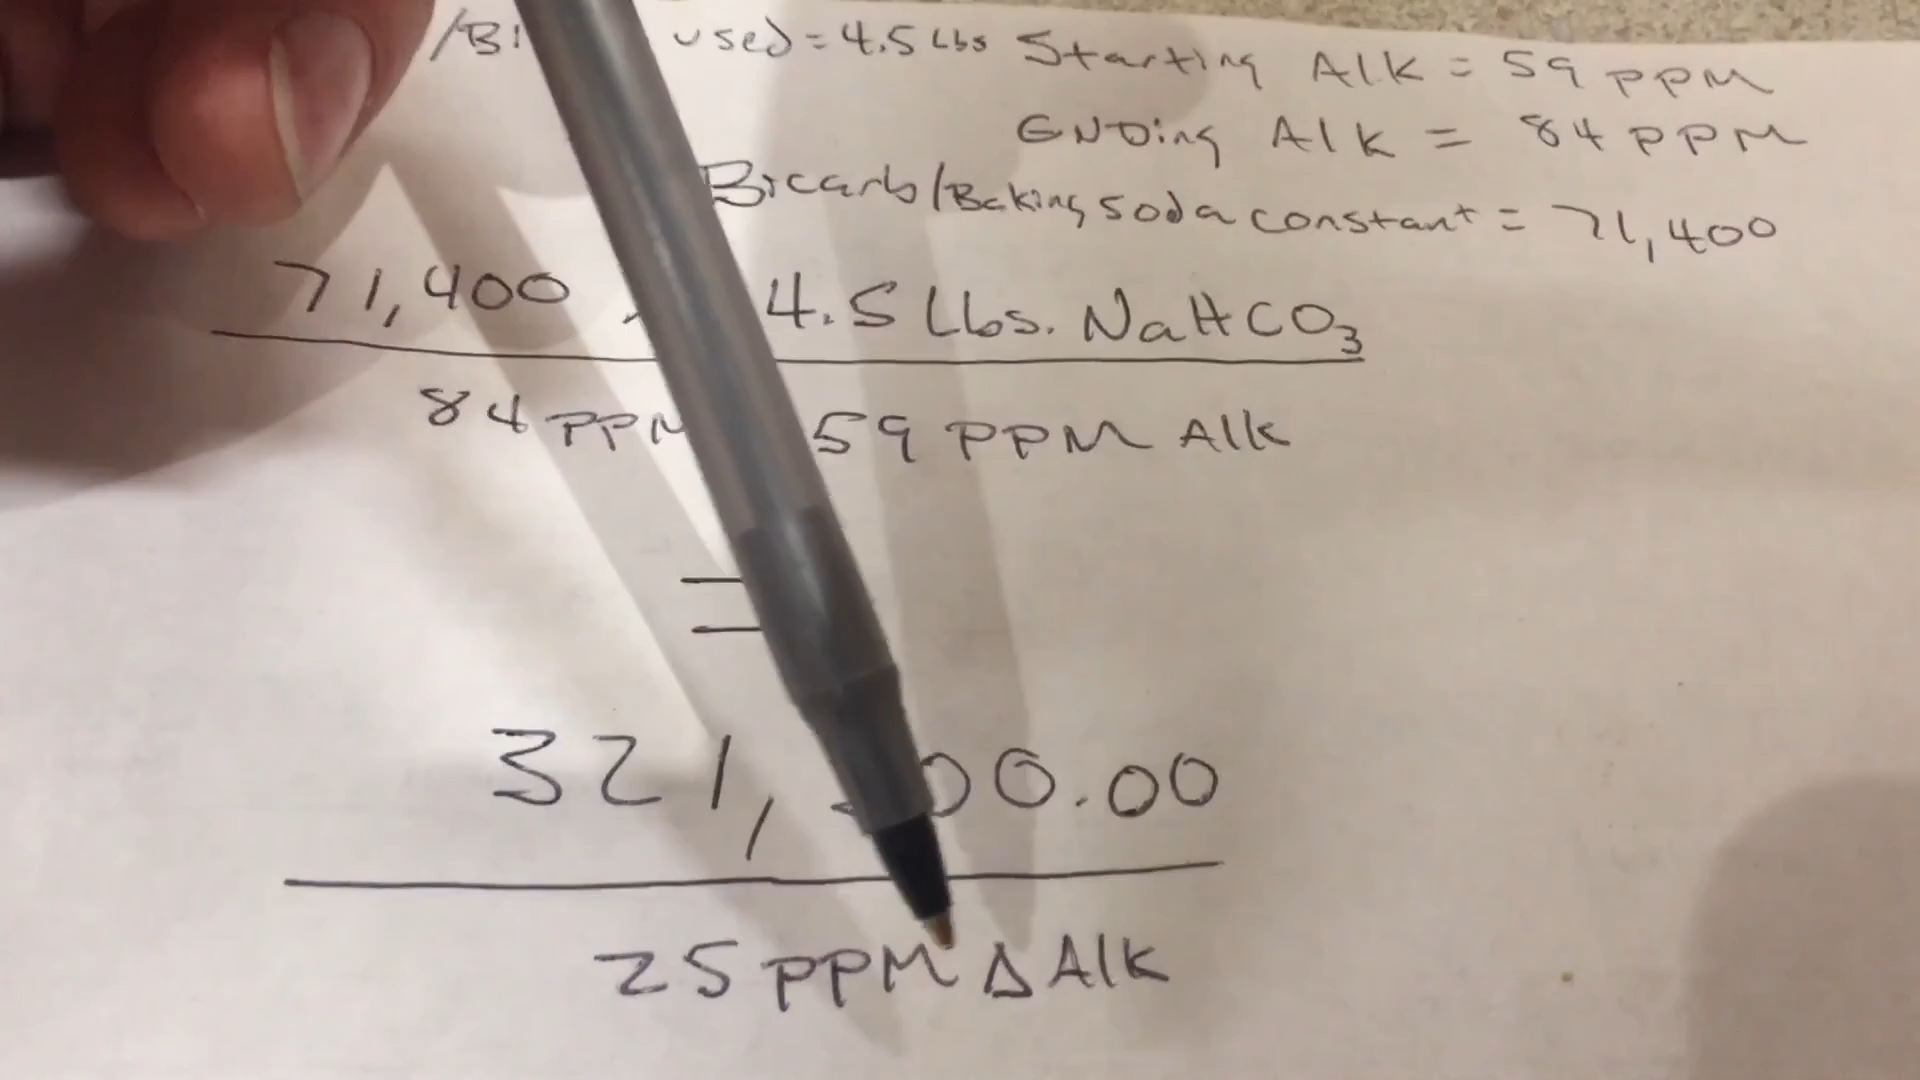 used = 4.5 Lbs Starting Alk = 59 PPM
ENDing Alk = 84 PPM
Bicarb/Baking soda constant = 71,400
71,400 4.5 Lbs. NaHCO3
84 PPM 59 PPM Alk
=
321, 00.00
25 PPM Δ Alk